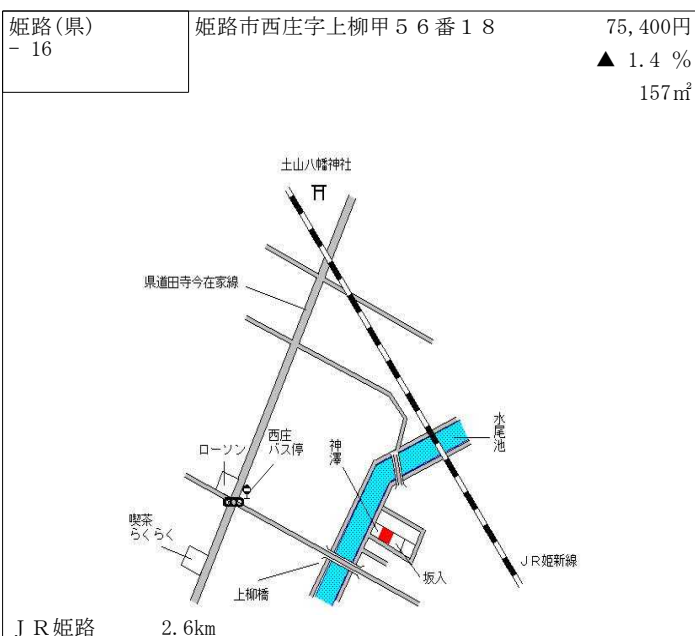 姫路(県)
- 16
姫路市西庄字上柳甲５６番１８
75,400円
▲ 1.4 %
157㎡
土山八幡神社
県道田寺今在家線
西庄
バス停
ローソン
神澤
水尾池
喫茶
らくらく
上柳橋
坂入
ＪＲ姫新線
ＪＲ姫路 2.6km